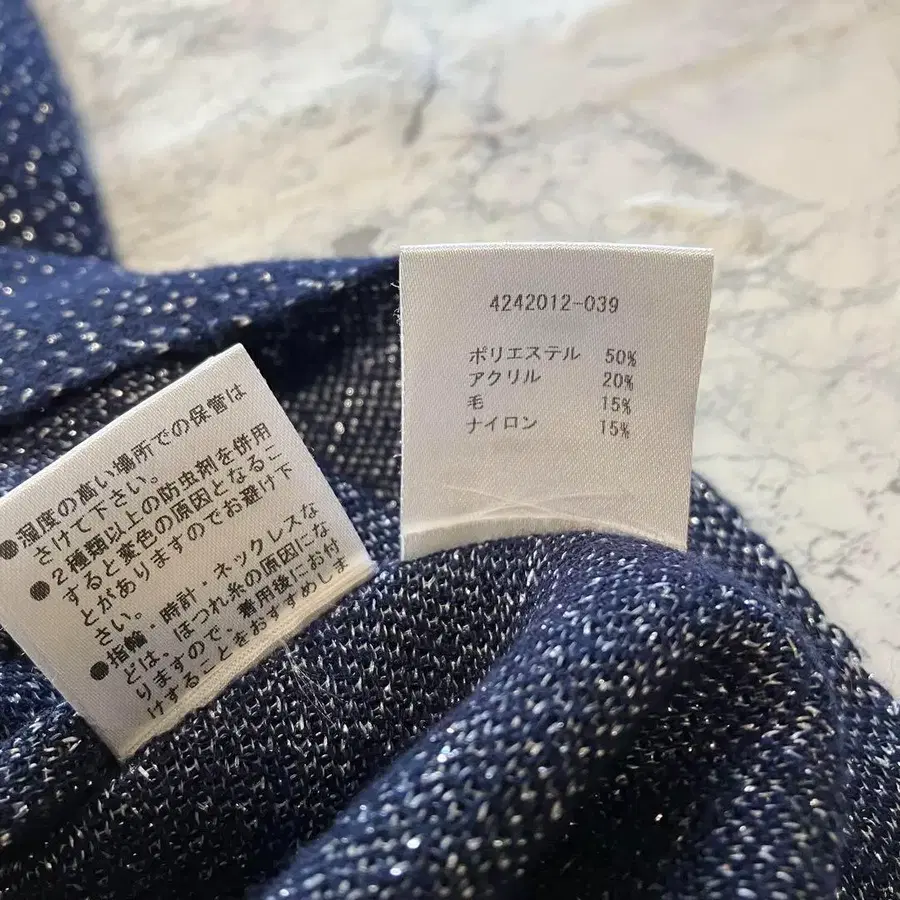 ●湿度の高い場所での保管は
さけて下さい。
●2種類以上の防虫剤を併用
すると変色の原因となるこ
とがありますのでお避け下
さい。
●指輪・時計・ネックレスな
どは、ほつれ糸の原因にな
りますので、着用後にお付
けすることをおすすめしま
4242012-039
ポリエステル 50%
アクリル 20%
毛 15%
ナイロン 15%